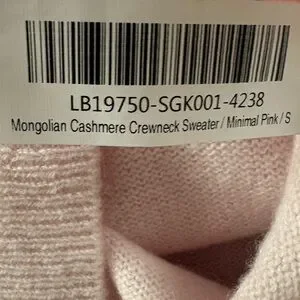 LB19750-SGK001-4238
Mongolian Cashmere Crewneck Sweater / Minimal Pink / S